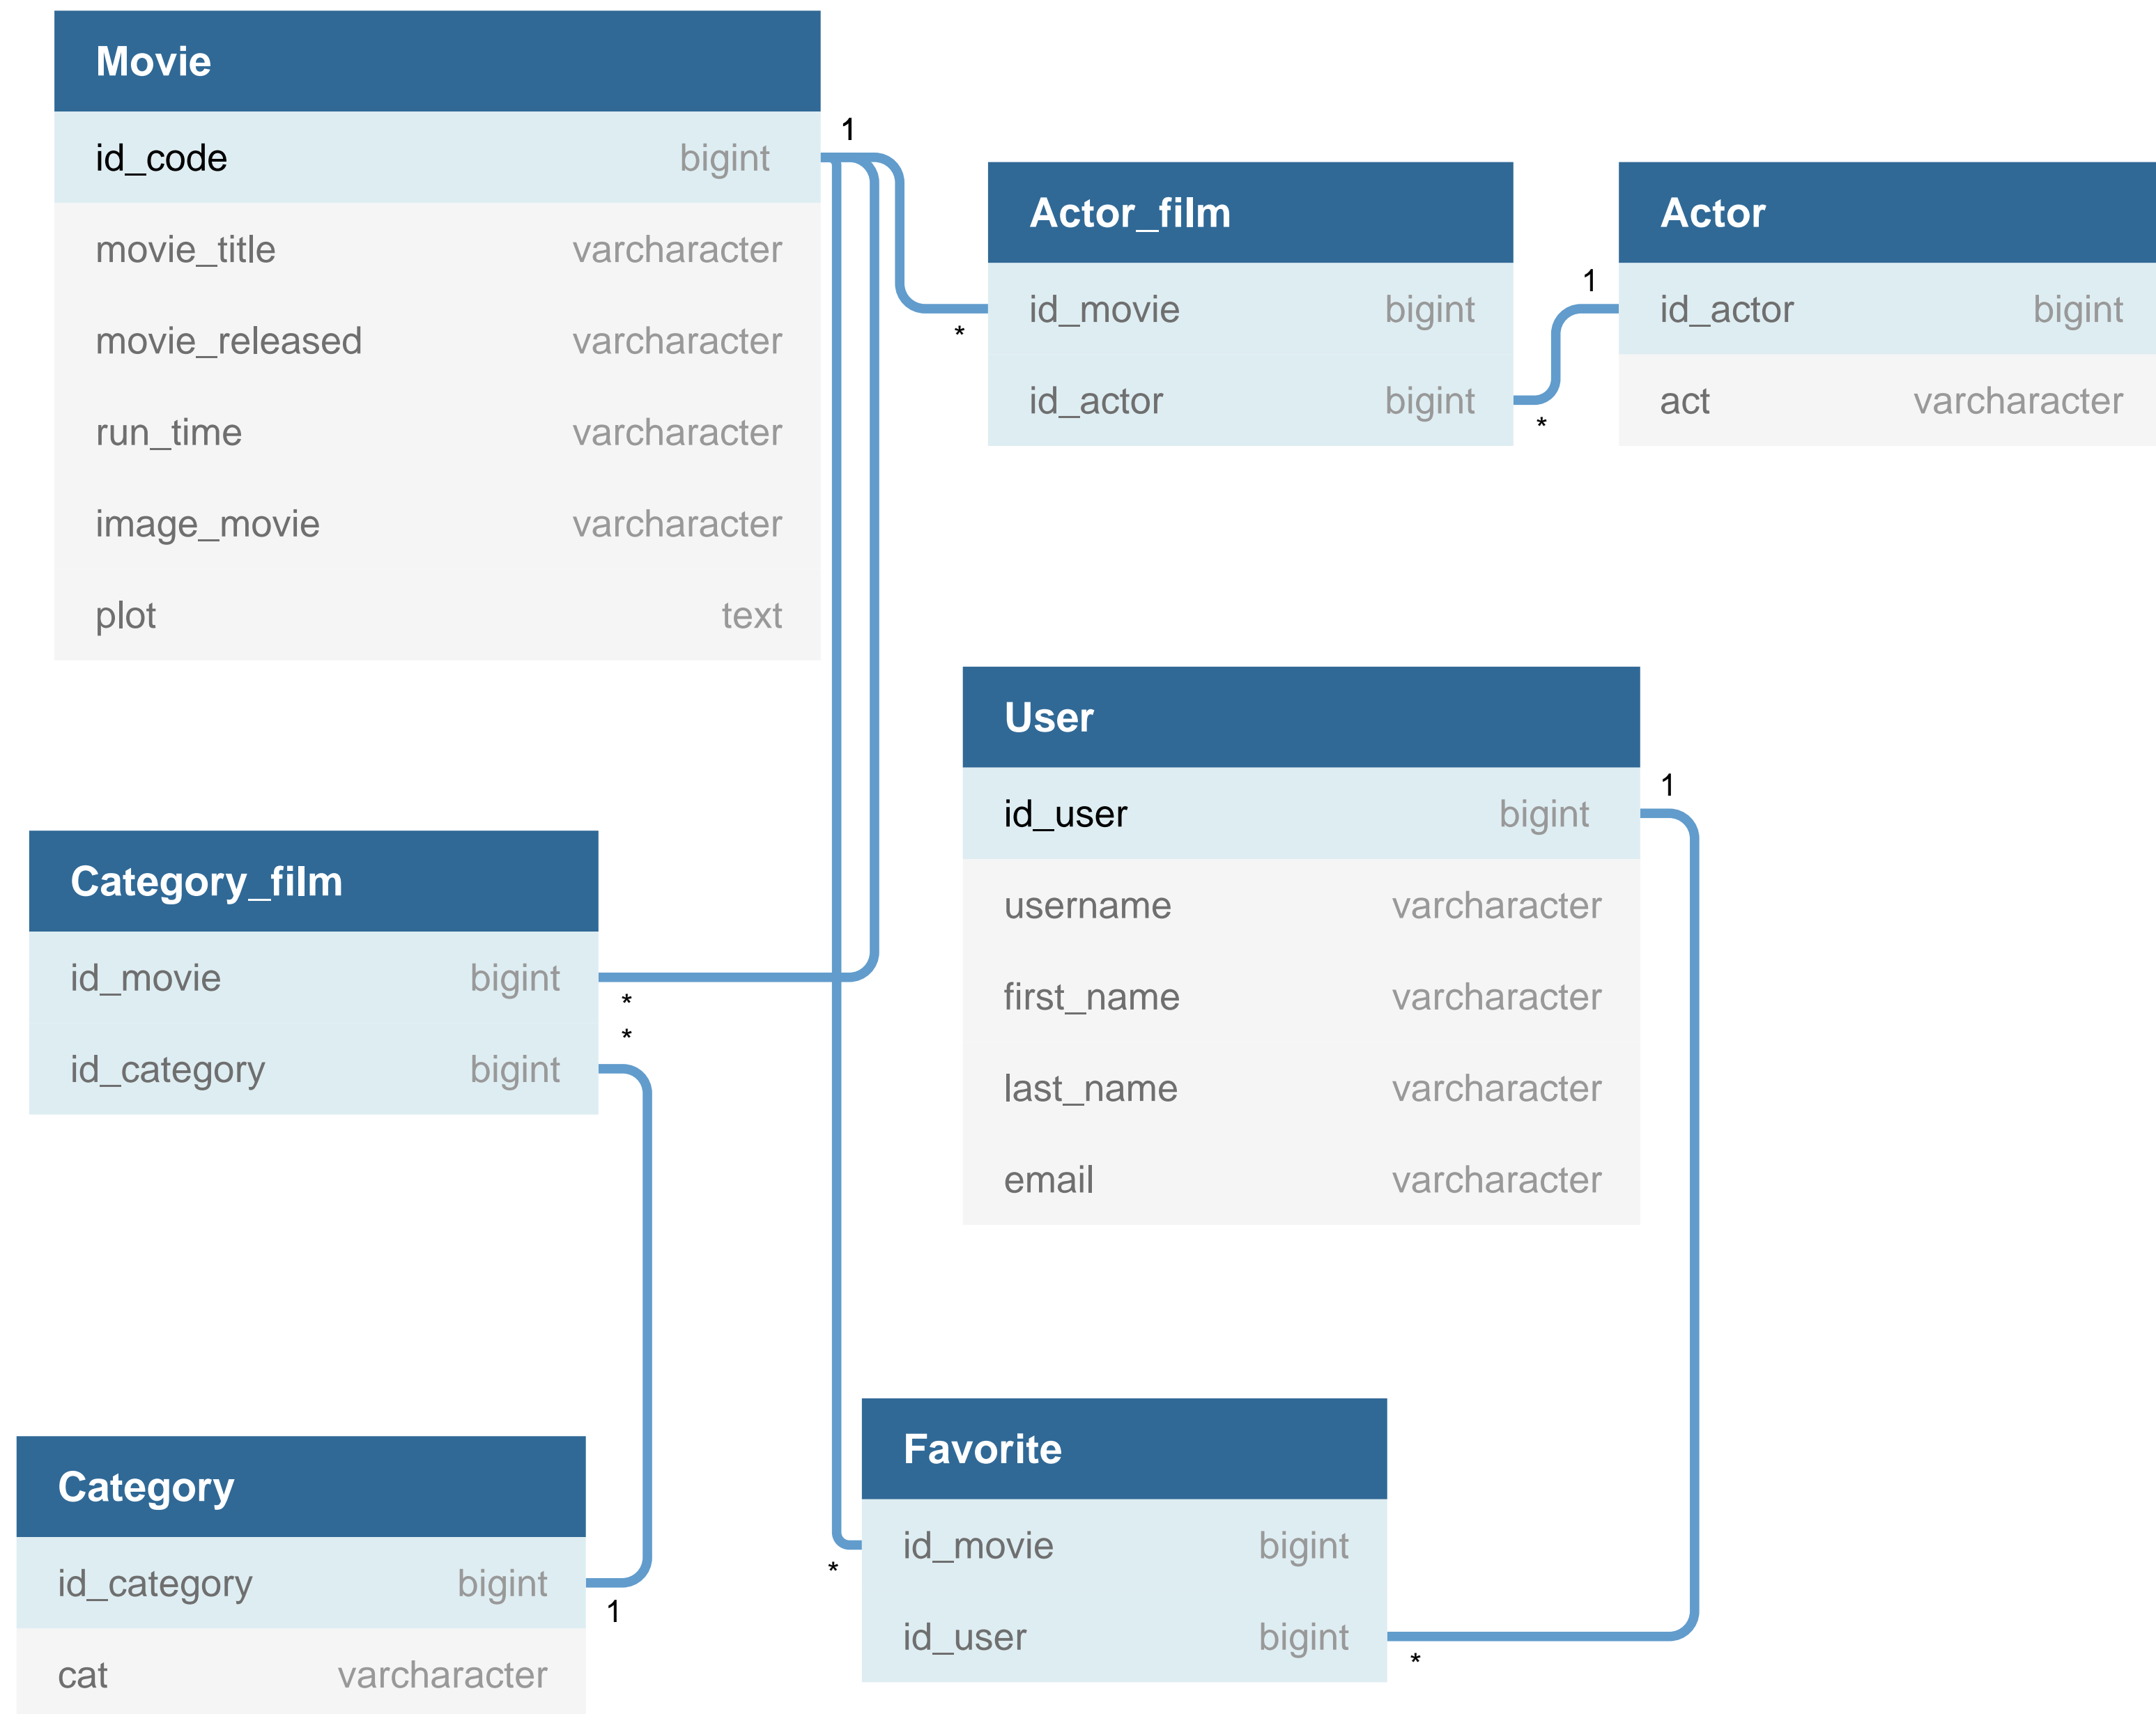 Movie
id_code bigint
movie_title varcharacter
movie_released varcharacter
run_time varcharacter
image_movie varcharacter
plot text
1
*
Actor_film
id_movie bigint
id_actor bigint
1
*
Actor
id_actor bigint
act varcharacter
User
id_user bigint
username varcharacter
first_name varcharacter
last_name varcharacter
email varcharacter
1
Category_film
id_movie bigint
id_category bigint
*
*
Category
id_category bigint
cat varcharacter
1
Favorite
id_movie bigint
id_user bigint
*
*